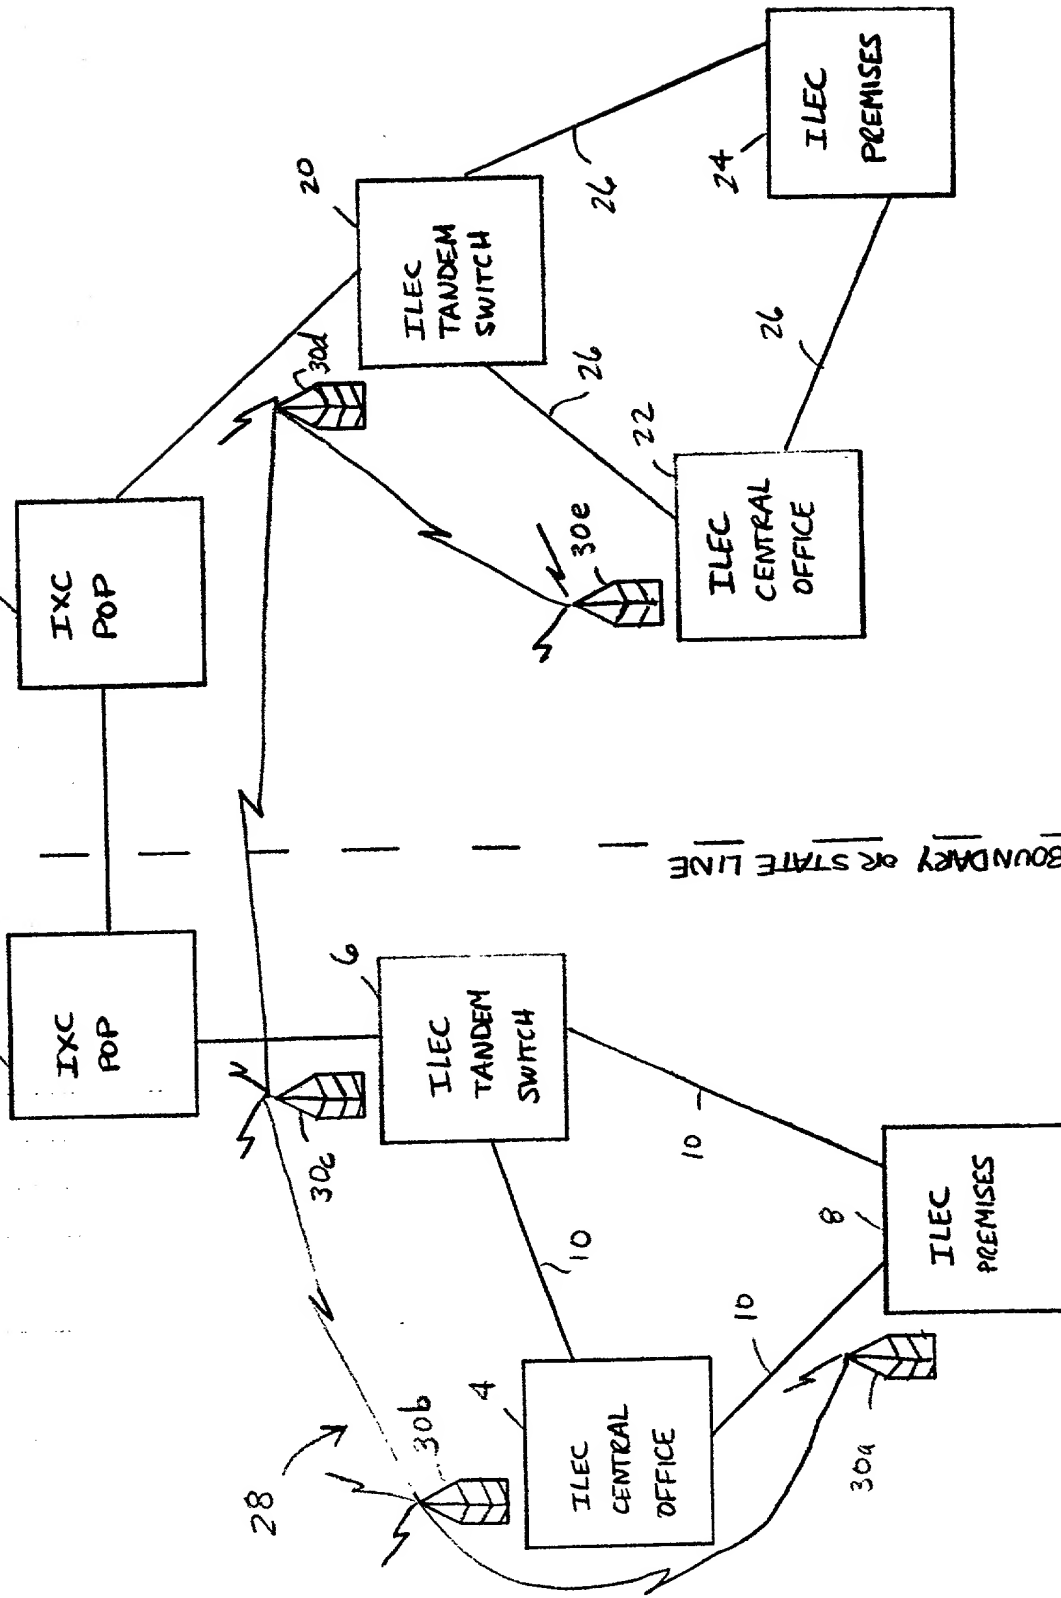 IXC
POP
IXC
POP
20
ILEC
TANDEM
SWITCH
30d
26
26
24
ILEC
PREMISES
26
22
ILEC
CENTRAL
OFFICE
30e
BOUNDARY OR STATE LINE
6
ILEC
TANDEM
SWITCH
30c
10
10
10
8
ILEC
PREMISES
28
30b
4
ILEC
CENTRAL
OFFICE
30a